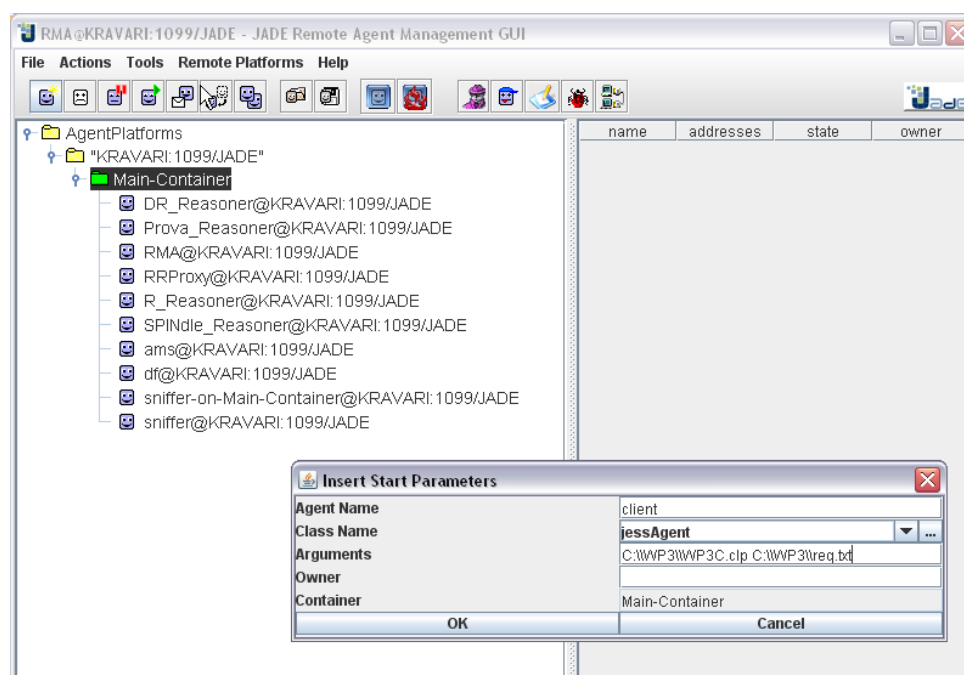 RMA@KRAVARI:1099/JADE - JADE Remote Agent Management GUI
File Actions Tools Remote Platforms Help
Jade
AgentPlatforms
name addresses state owner
"KRAVARI:1099/JADE"
Main-Container
DR_Reasoner@KRAVARI:1099/JADE
Prova_Reasoner@KRAVARI:1099/JADE
RMA@KRAVARI:1099/JADE
RRProxy@KRAVARI:1099/JADE
R_Reasoner@KRAVARI:1099/JADE
SPINdle_Reasoner@KRAVARI:1099/JADE
ams@KRAVARI:1099/JADE
df@KRAVARI:1099/JADE
sniffer-on-Main-Container@KRAVARI:1099/JADE
sniffer@KRAVARI:1099/JADE
Insert Start Parameters
Agent Name client
Class Name jessAgent ...
Arguments C:\\WP3\\WP3C.clp C:\\WP3\\req.txt
Owner
Container Main-Container
OK Cancel